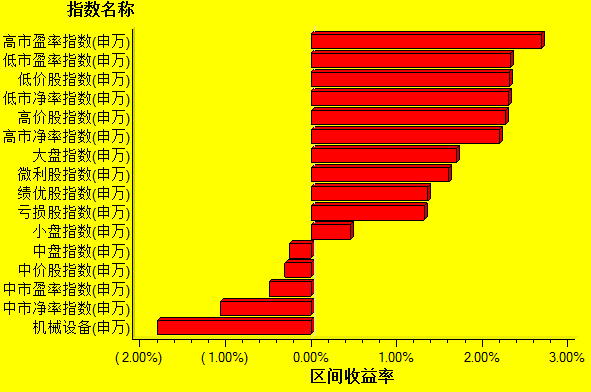 指数名称
高市盈率指数(申万)
低市盈率指数(申万)
低价股指数(申万)
低市净率指数(申万)
高价股指数(申万)
高市净率指数(申万)
大盘指数(申万)
微利股指数(申万)
绩优股指数(申万)
亏损股指数(申万)
小盘指数(申万)
中盘指数(申万)
中价股指数(申万)
中市盈率指数(申万)
中市净率指数(申万)
机械设备(申万)
(2.00%) (1.00%) 0.00% 1.00% 2.00% 3.00%
区间收益率